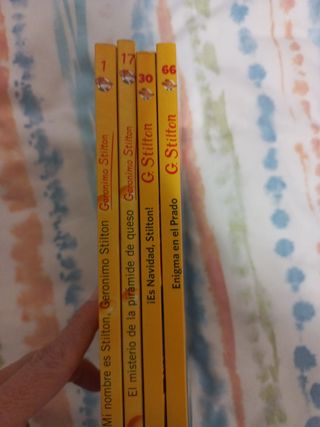 1 Geronimo Stilton Mi nombre es Stilton, Geronimo Stilton
17 Geronimo Stilton El misterio de la pirámide de queso
30 G. Stilton ¡Es Navidad, Stilton!
66 G. Stilton Enigma en el Prado